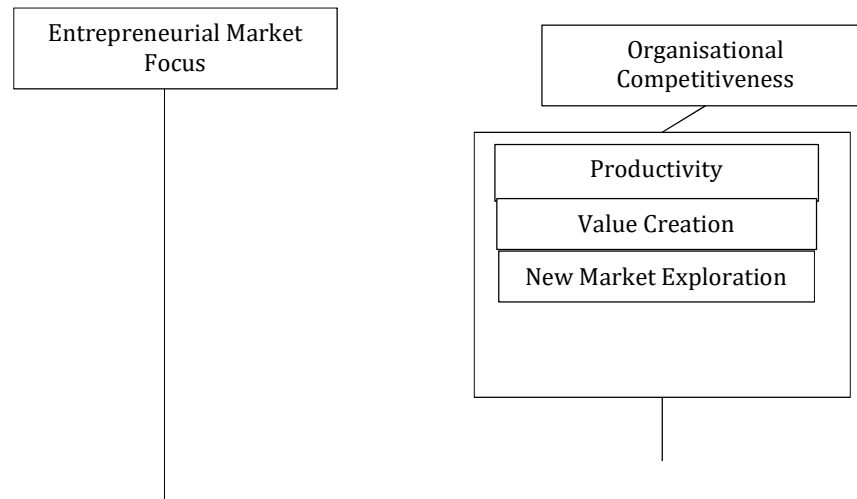 Entrepreneurial Market
Focus
Organisational
Competitiveness
Productivity
Value Creation
New Market Exploration